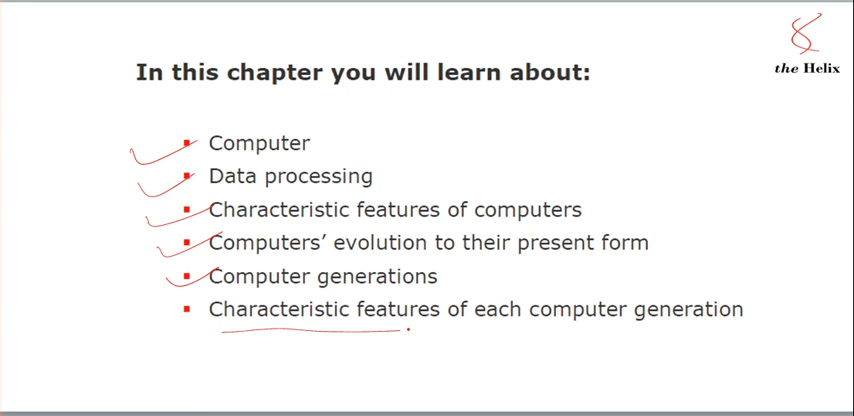 the Helix
In this chapter you will learn about:
Computer
Data processing
Characteristic features of computers
Computers’ evolution to their present form
Computer generations
Characteristic features of each computer generation